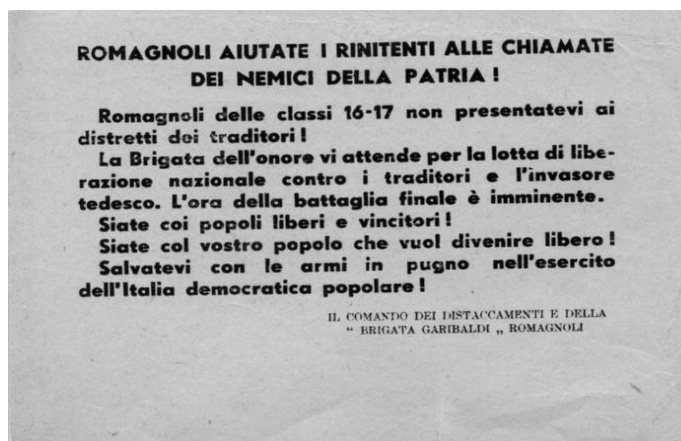 ROMAGNOLI AIUTATE I RINITENTI ALLE CHIAMATE
DEI NEMICI DELLA PATRIA !
Romagnoli delle classi 16-17 non presentatevi ai
distretti dei traditori !
La Brigata dell'onore vi attende per la lotta di libe-
razione nazionale contro i traditori e l'invasore
tedesco. L'ora della battaglia finale è imminente.
Siate coi popoli liberi e vincitori !
Siate col vostro popolo che vuol divenire libero !
Salvatevi con le armi in pugno nell'esercito
dell'Italia democratica popolare !
IL COMANDO DEI DISTACCAMENTI E DELLA
“ BRIGATA GARIBALDI „ ROMAGNOLI